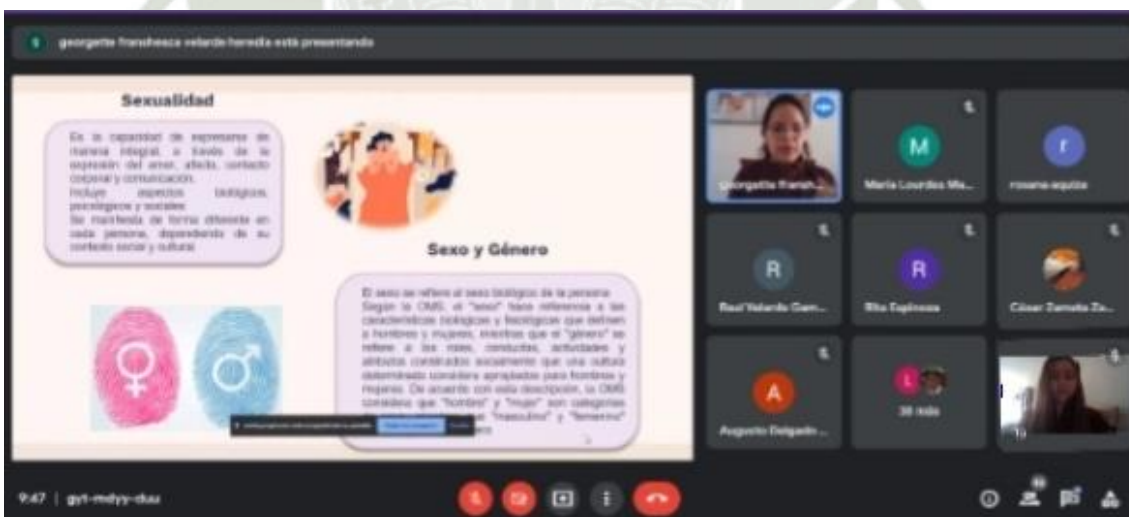 georgette franshesca velarde heredia está presentando
Sexualidad
Es la capacidad de expresarse de
manera integral, a través de la
expresión del amor, afecto, contacto
corporal y comunicación.
Incluye aspectos biológicos,
psicológicos y sociales
Se manifiesta de forma diferente en
cada persona, dependiendo de su
contexto social y cultural
Sexo y Género
El sexo se refiere al sexo biológico de la persona
Según la OMS, el "sexo" hace referencia a las
características biológicas y fisiológicas que definen
a hombres y mujeres, mientras que el "género" se
refiere a los roles, conductas, actividades y
atributos construidos socialmente que una cultura
determinada considera apropiados para hombres y
mujeres. De acuerdo con esta descripción, la OMS
considera que "hombre" y "mujer" son categorías
"masculino" y "femenino"
georgette fransh...
María Lourdes Ma...
roxana equiza
R
Raul Velarde Gam...
R
Rita Espinoza
César Zamata Za...
A
Augusto Delgado ...
L
38 más
Tú
M
r
9:47 | gyt-mdyy-duu